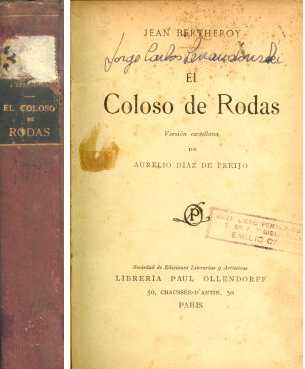 EL COLOSO
DE
RODAS
JEAN BERTHEROY
Jorge Carlos
EL
Coloso de Rodas
Versión castellana
DE
AURELIO DÍAZ DE FREIJO
Sociedad de Ediciones Literarias y Artísticas
LIBRERÍA PAUL OLLENDORFF
50, CHAUSSÉE-D'ANTIN, 50
PARIS